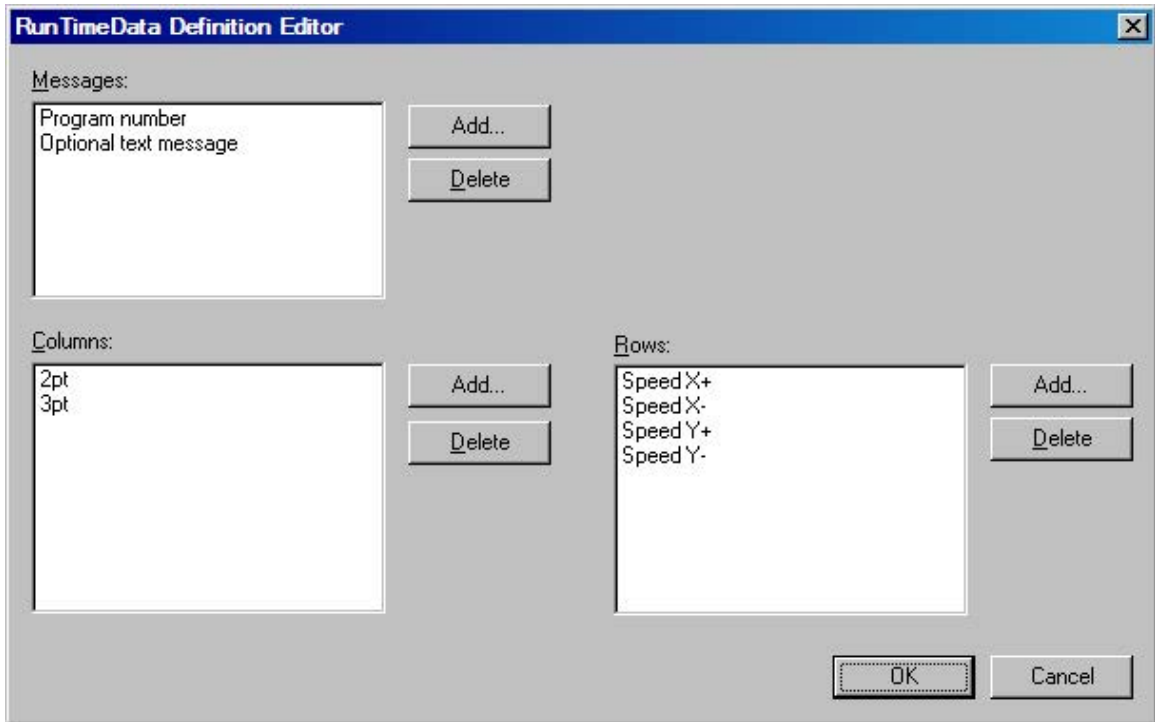 RunTimeData Definition Editor
Messages:
Program number
Optional text message
Add...
Delete
Columns:
2pt
3pt
Add...
Delete
Rows:
Speed X+
Speed X-
Speed Y+
Speed Y-
Add...
Delete
OK
Cancel